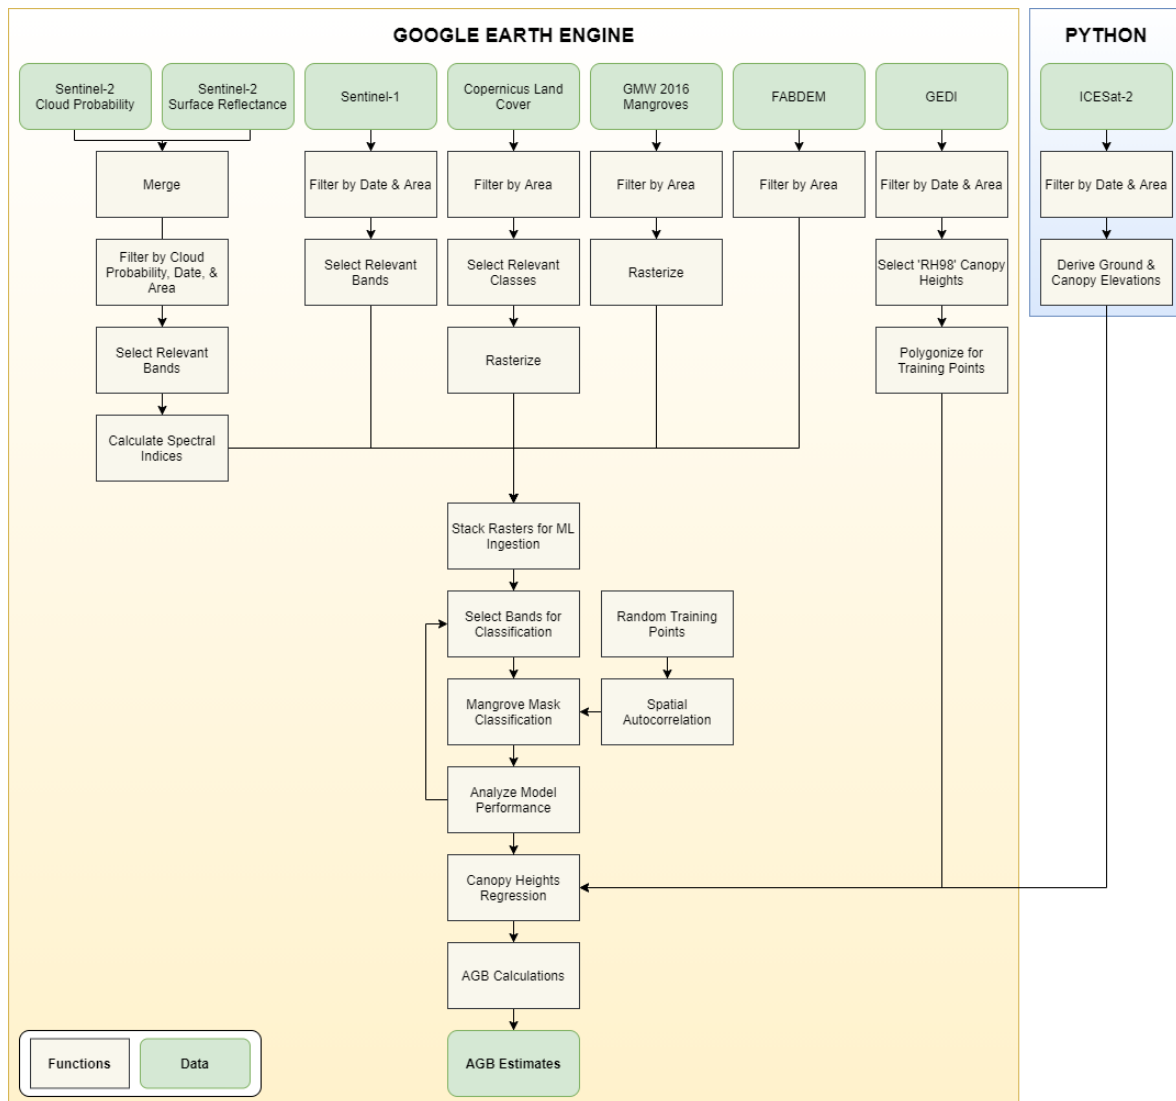 GOOGLE EARTH ENGINE
PYTHON
Sentinel-2
Cloud Probability
Sentinel-2
Surface Reflectance
Sentinel-1
Copernicus Land
Cover
GMW 2016
Mangroves
FABDEM
GEDI
ICESat-2
Merge
Filter by Date & Area
Filter by Area
Filter by Area
Filter by Area
Filter by Date & Area
Filter by Date & Area
Filter by Cloud
Probability, Date, &
Area
Select Relevant
Bands
Select Relevant
Classes
Rasterize
Select 'RH98' Canopy
Heights
Derive Ground &
Canopy Elevations
Select Relevant
Bands
Rasterize
Polygonize for
Training Points
Calculate Spectral
Indices
Stack Rasters for ML
Ingestion
Select Bands for
Classification
Random Training
Points
Mangrove Mask
Classification
Spatial
Autocorrelation
Analyze Model
Performance
Canopy Heights
Regression
AGB Calculations
AGB Estimates
Functions
Data